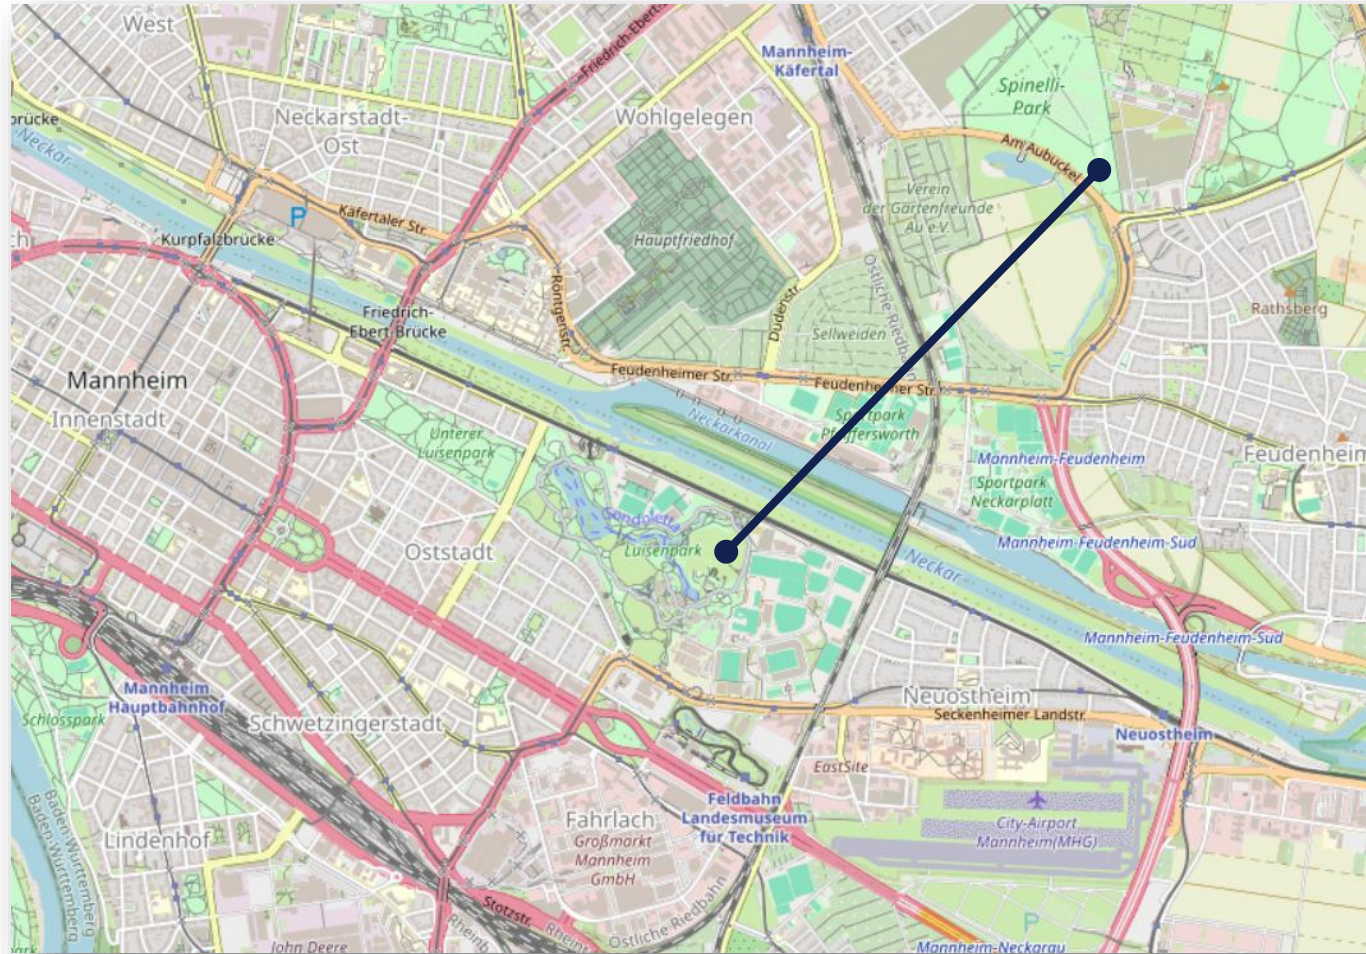 West
Mannheim-
Käfertal
Friedrich-Ebert-
Spinelli-
Park
brücke
Neckarstadt-
Ost
Wohlgelegen
Neckar
Am Aubuckel
Verein
der Gartenfreunde
Au e.V.
P
Käfertaler Str.
Kurpfalzbrücke
Hauptfriedhof
Östliche Riedbahn
Röntgenstr.
Dudenstr.
Rathsberg
Friedrich-
Ebert-Brücke
Sellweiden
Mannheim
Feudenheimer Str.
Feudenheimer Str.
Innenstadt
Neckarkanal
Sportpark
Pfeiffersworth
Unterer
Luisenpark
Mannheim-Feudenheim
Feudenheim
Sportpark
Neckarplatt
Gondoletta
Luisenpark
Oststadt
Mannheim-Feudenheim-Süd
Neckar
Mannheim-Feudenheim-Süd
Mannheim
Hauptbahnhof
Schlosspark
Schwetzingerstadt
Neuostheim
Seckenheimer Landstr.
Neuostheim
EastSite
Feldbahn
Landesmuseum
für Technik
City-Airport
Mannheim(MHG)
Baden-Württemberg
Baden-Württemberg
Lindenhof
Fahrlach
Großmarkt
Mannheim
GmbH
Stotzstr.
Östliche Riedbahn
P
John Deere
Mannheim-Neckarau